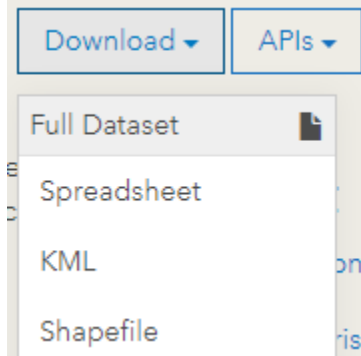 Download APIs
Full Dataset
Spreadsheet
KML
Shapefile